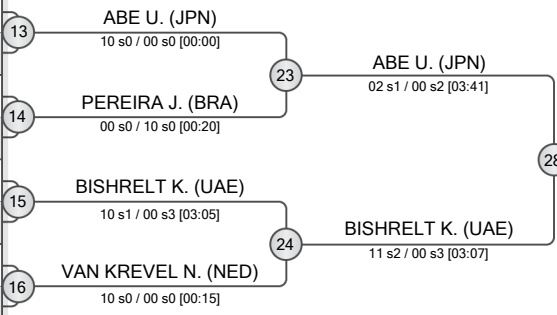 13
ABE U. (JPN)
10 s0 / 00 s0 [00:00]
23
ABE U. (JPN)
02 s1 / 00 s2 [03:41]
14
PEREIRA J. (BRA)
00 s0 / 10 s0 [00:20]
28
15
BISHRELT K. (UAE)
10 s1 / 00 s3 [03:05]
24
BISHRELT K. (UAE)
11 s2 / 00 s3 [03:07]
16
VAN KREVEL N. (NED)
10 s0 / 00 s0 [00:15]